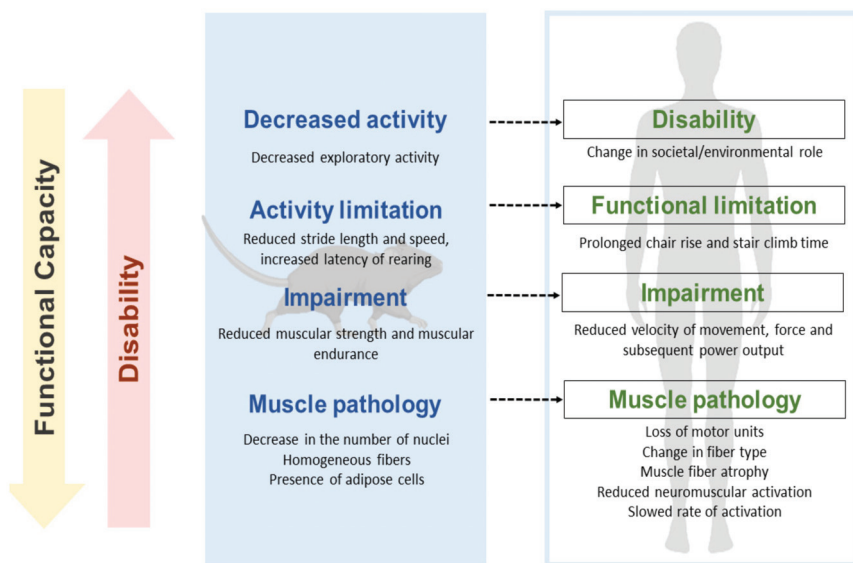 Functional Capacity
Disability
Decreased activity
Decreased exploratory activity
Activity limitation
Reduced stride length and speed,
increased latency of rearing
Impairment
Reduced muscular strength and muscular
endurance
Muscle pathology
Decrease in the number of nuclei
Homogeneous fibers
Presence of adipose cells
Disability
Change in societal/environmental role
Functional limitation
Prolonged chair rise and stair climb time
Impairment
Reduced velocity of movement, force and
subsequent power output
Muscle pathology
Loss of motor units
Change in fiber type
Muscle fiber atrophy
Reduced neuromuscular activation
Slowed rate of activation